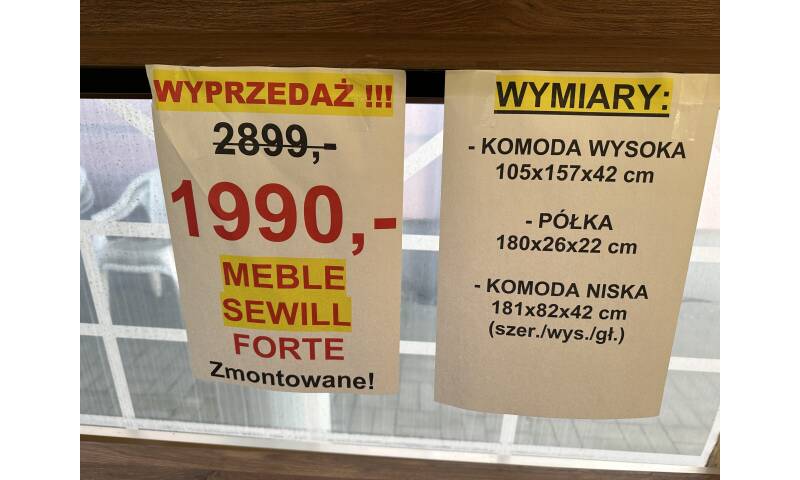 WYPRZEDAŻ !!!
2899,-
1990,-
MEBLE
SEWILL
FORTE
Zmontowane!
WYMIARY:
- KOMODA WYSOKA
105x157x42 cm
- PÓŁKA
180x26x22 cm
- KOMODA NISKA
181x82x42 cm
(szer./wys./gł.)